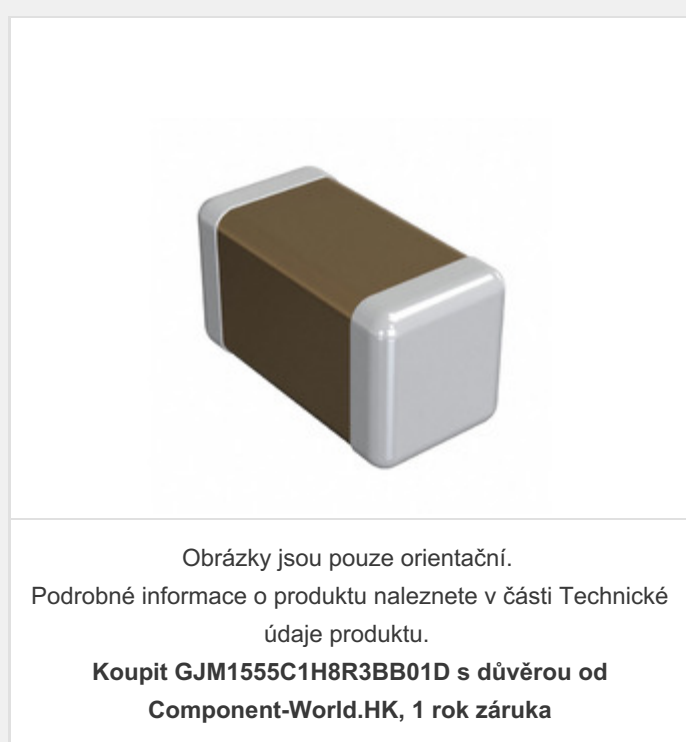 Obrázky jsou pouze orientační.
Podrobné informace o produktu naleznete v části Technické
údaje produktu.
Koupit GJM1555C1H8R3BB01D s důvěrou od
Component-World.HK, 1 rok záruka